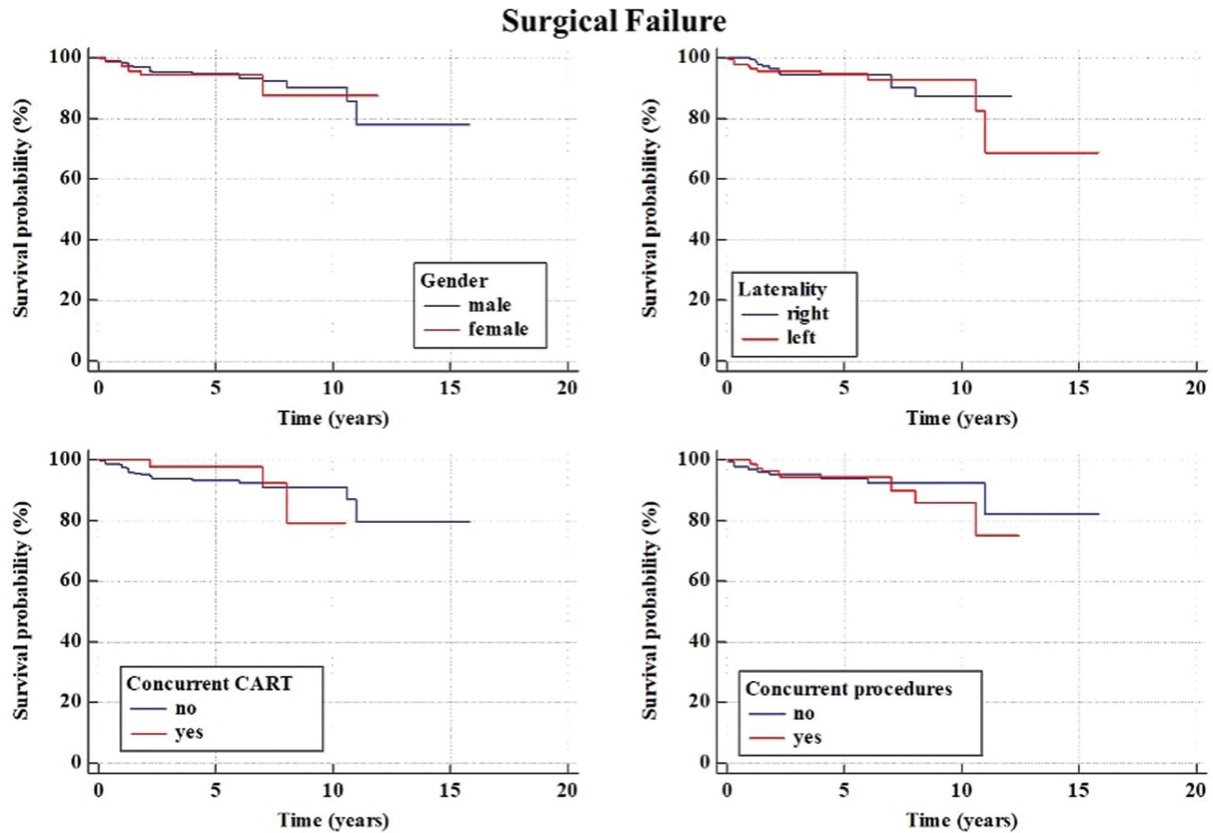 Surgical Failure
Survival probability (%)
100
80
60
40
20
0
Gender
male
female
0 5 10 15 20
Time (years)
Survival probability (%)
100
80
60
40
20
0
Laterality
right
left
0 5 10 15 20
Time (years)
Survival probability (%)
100
80
60
40
20
0
Concurrent CART
no
yes
0 5 10 15 20
Time (years)
Survival probability (%)
100
80
60
40
20
0
Concurrent procedures
no
yes
0 5 10 15 20
Time (years)